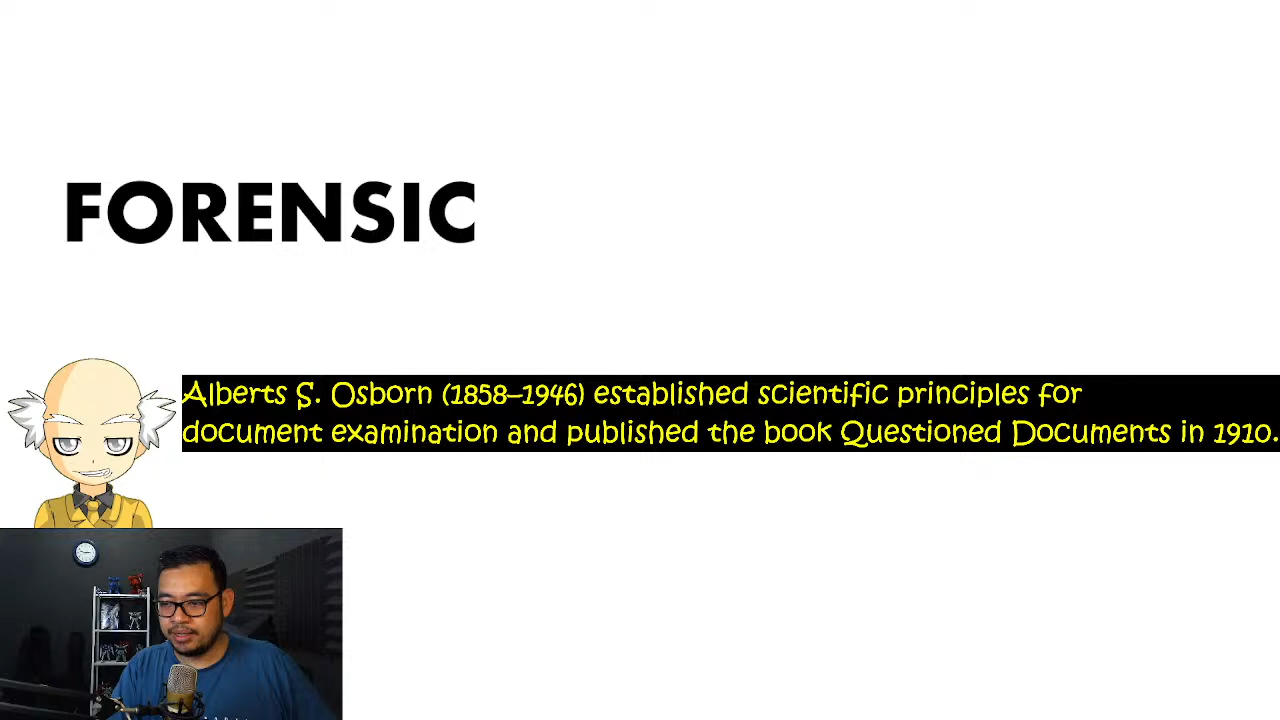 FORENSIC
Alberts S. Osborn (1858–1946) established scientific principles for
document examination and published the book Questioned Documents in 1910.